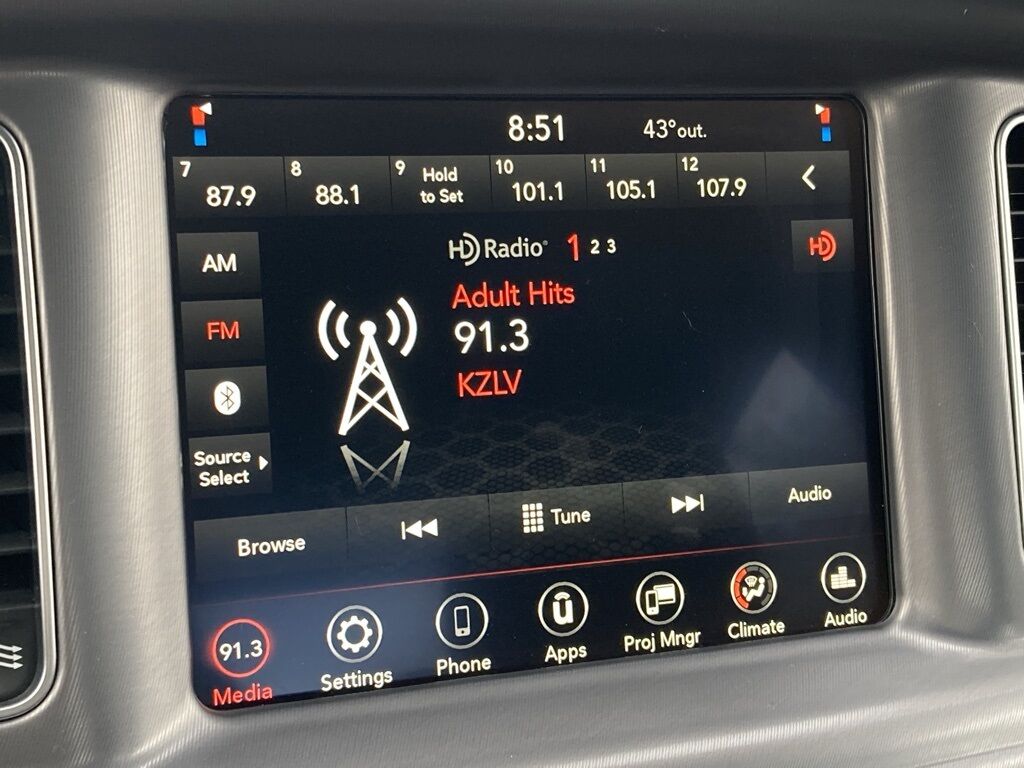 8:51 43°out.
7 8 9 Hold 10 11 12
87.9 88.1 to Set 101.1 105.1 107.9
HD Radio® 1 2 3 HD
AM
Adult Hits
FM 91.3
KZLV
Source
Select
Browse Tune Audio
91.3
Media Settings Phone Apps Proj Mngr Climate Audio